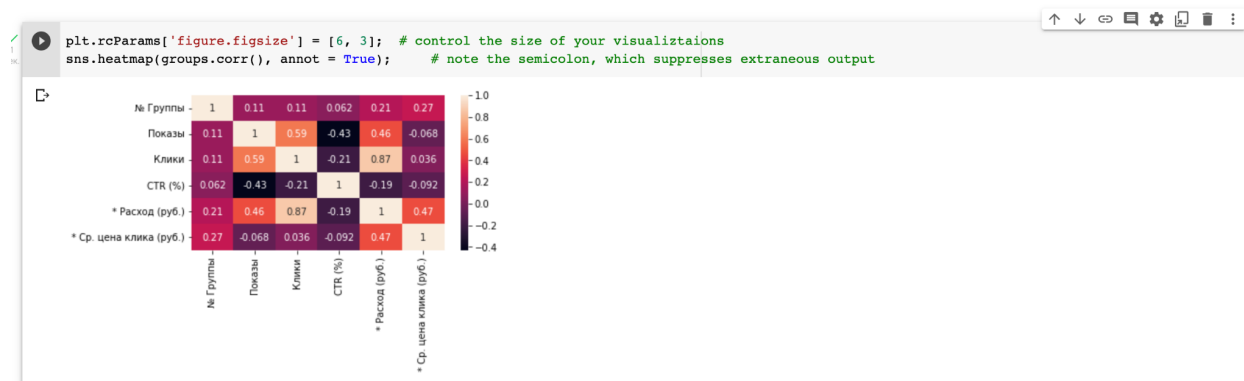 plt.rcParams['figure.figsize'] = [6, 3];  # control the size of your visualiztaions
sns.heatmap(groups.corr(), annot = True);     # note the semicolon, which suppresses extraneous output
№ Группы 1 0.11 0.11 0.062 0.21 0.27
Показы 0.11 1 0.59 -0.43 0.46 -0.068
Клики 0.11 0.59 1 -0.21 0.87 0.036
CTR (%) 0.062 -0.43 -0.21 1 -0.19 -0.092
* Расход (руб.) 0.21 0.46 0.87 -0.19 1 0.47
* Ср. цена клика (руб.) 0.27 -0.068 0.036 -0.092 0.47 1
№ Группы
Показы
Клики
CTR (%)
* Расход (руб.)
* Ср. цена клика (руб.)
1.0
0.8
0.6
0.4
0.2
0.0
-0.2
-0.4